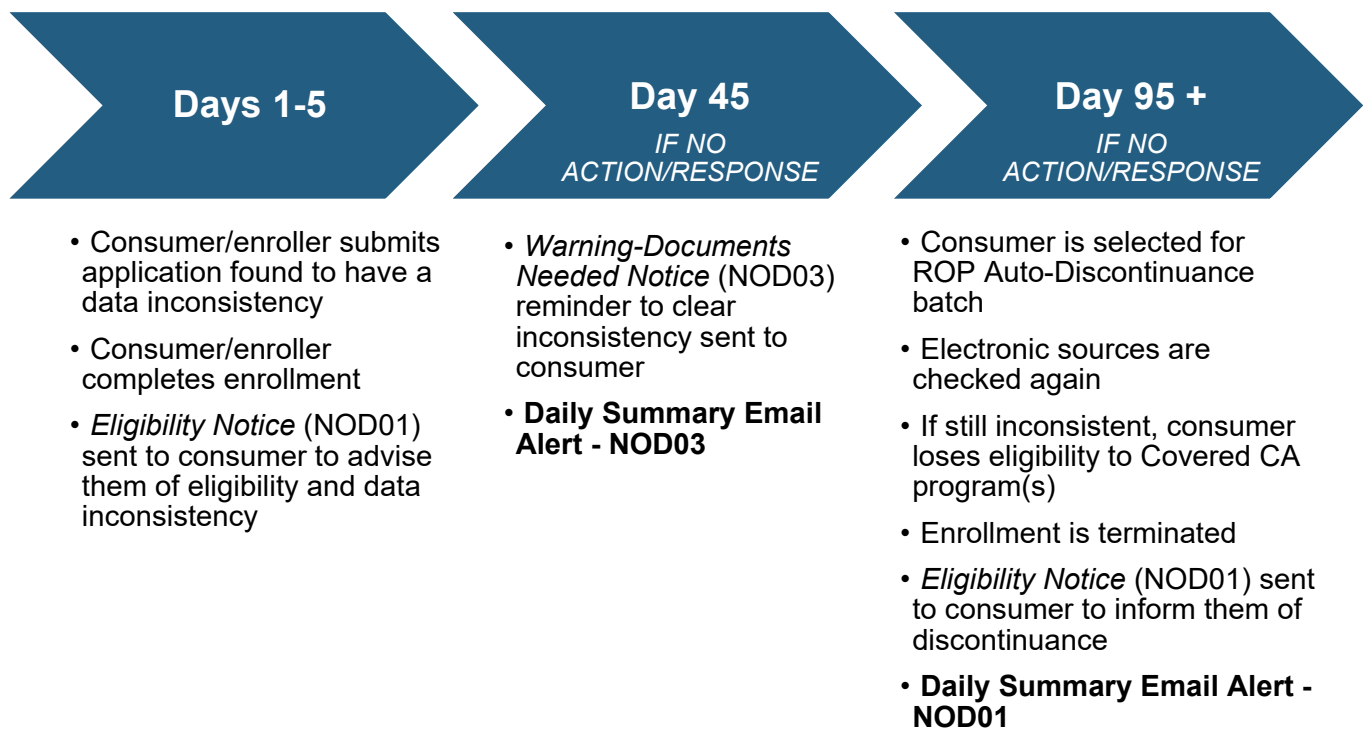 Days 1-5
• Consumer/enroller submits
application found to have a
data inconsistency
• Consumer/enroller
completes enrollment
• Eligibility Notice (NOD01)
sent to consumer to advise
them of eligibility and data
inconsistency
Day 45
IF NO
ACTION/RESPONSE
• Warning-Documents
Needed Notice (NOD03)
reminder to clear
inconsistency sent to
consumer
• Daily Summary Email
Alert - NOD03
Day 95 +
IF NO
ACTION/RESPONSE
• Consumer is selected for
ROP Auto-Discontinuance
batch
• Electronic sources are
checked again
• If still inconsistent, consumer
loses eligibility to Covered CA
program(s)
• Enrollment is terminated
• Eligibility Notice (NOD01) sent
to consumer to inform them of
discontinuance
• Daily Summary Email Alert -
NOD01